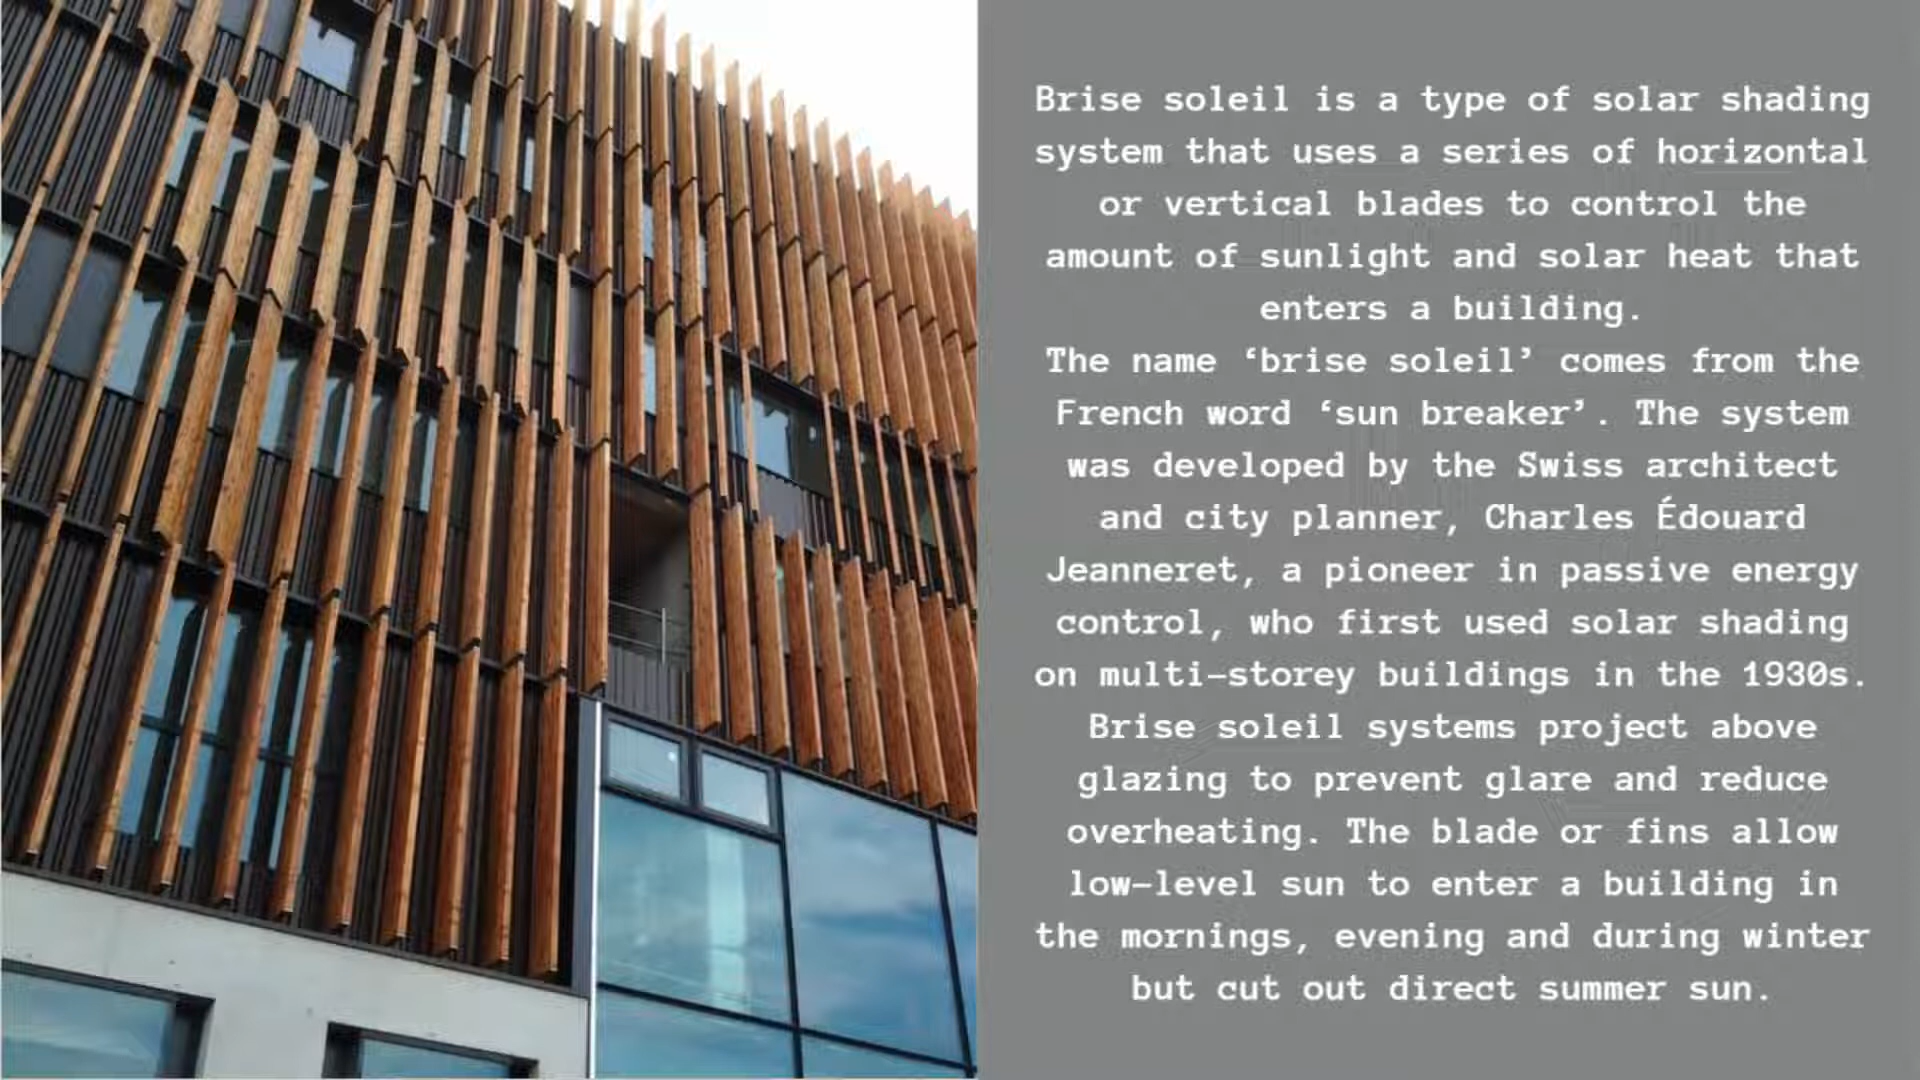 Brise soleil is a type of solar shading
system that uses a series of horizontal
or vertical blades to control the
amount of sunlight and solar heat that
enters a building.
The name ‘brise soleil’ comes from the
French word ‘sun breaker’. The system
was developed by the Swiss architect
and city planner, Charles Édouard
Jeanneret, a pioneer in passive energy
control, who first used solar shading
on multi-storey buildings in the 1930s.
Brise soleil systems project above
glazing to prevent glare and reduce
overheating. The blade or fins allow
low-level sun to enter a building in
the mornings, evening and during winter
but cut out direct summer sun.